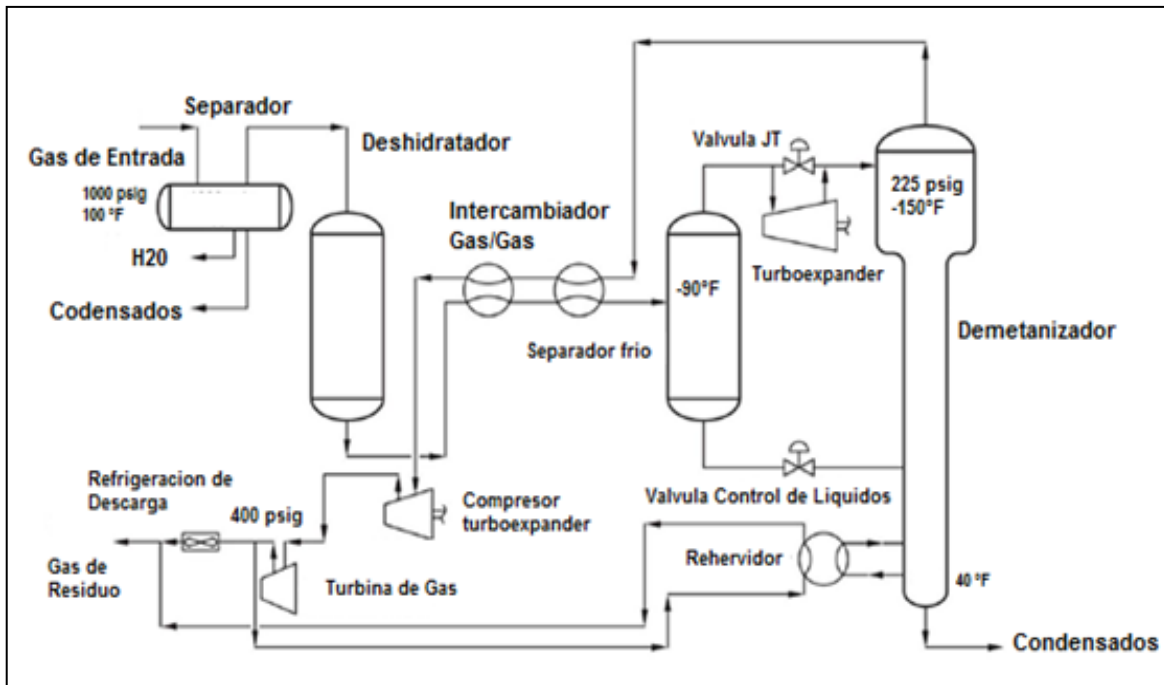 Separador
Gas de Entrada
1000 psig
100 °F
H20
Codensados
Deshidratador
Intercambiador
Gas/Gas
Separador frio
-90°F
Valvula JT
Turboexpander
225 psig
-150°F
Demetanizador
Valvula Control de Liquidos
Rehervidor
40 °F
Condensados
Refrigeracion de
Descarga
400 psig
Compresor
turboexpander
Gas de
Residuo
Turbina de Gas